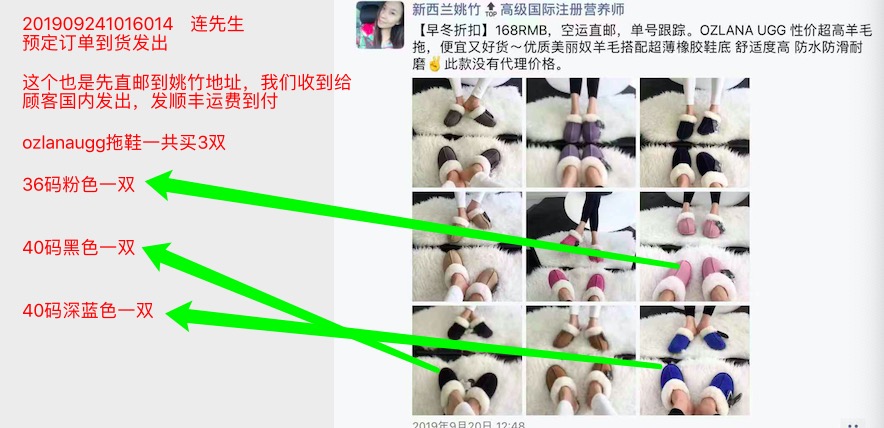 201909241016014 连先生
预定订单到货发出
这个也是先直邮到姚竹地址，我们收到给
顾客国内发出，发顺丰运费到付
ozlanaugg拖鞋一共买3双
36码粉色一双
40码黑色一双
40码深蓝色一双
新西兰姚竹🔝高级国际注册营养师
【早冬折扣】168RMB，空运直邮，单号跟踪。OZLANA UGG 性价超高羊毛
拖，便宜又好货～优质美丽奴羊毛搭配超薄橡胶鞋底 舒适度高 防水防滑耐
磨✌️此款没有代理价格。
2019年9月20日 12:48